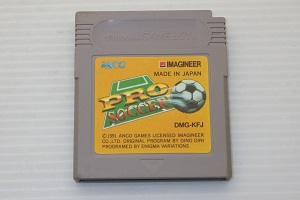 ANCO
IMAGINEER
MADE IN JAPAN
PRO
SOCCER
DMG-KFJ
© 1991. ANCO GAMES LICENSED IMAGINEER
CO., LTD. ORIGINAL PROGRAM BY DINO DINI
PROGRAMED BY ENIGMA VARIATIONS